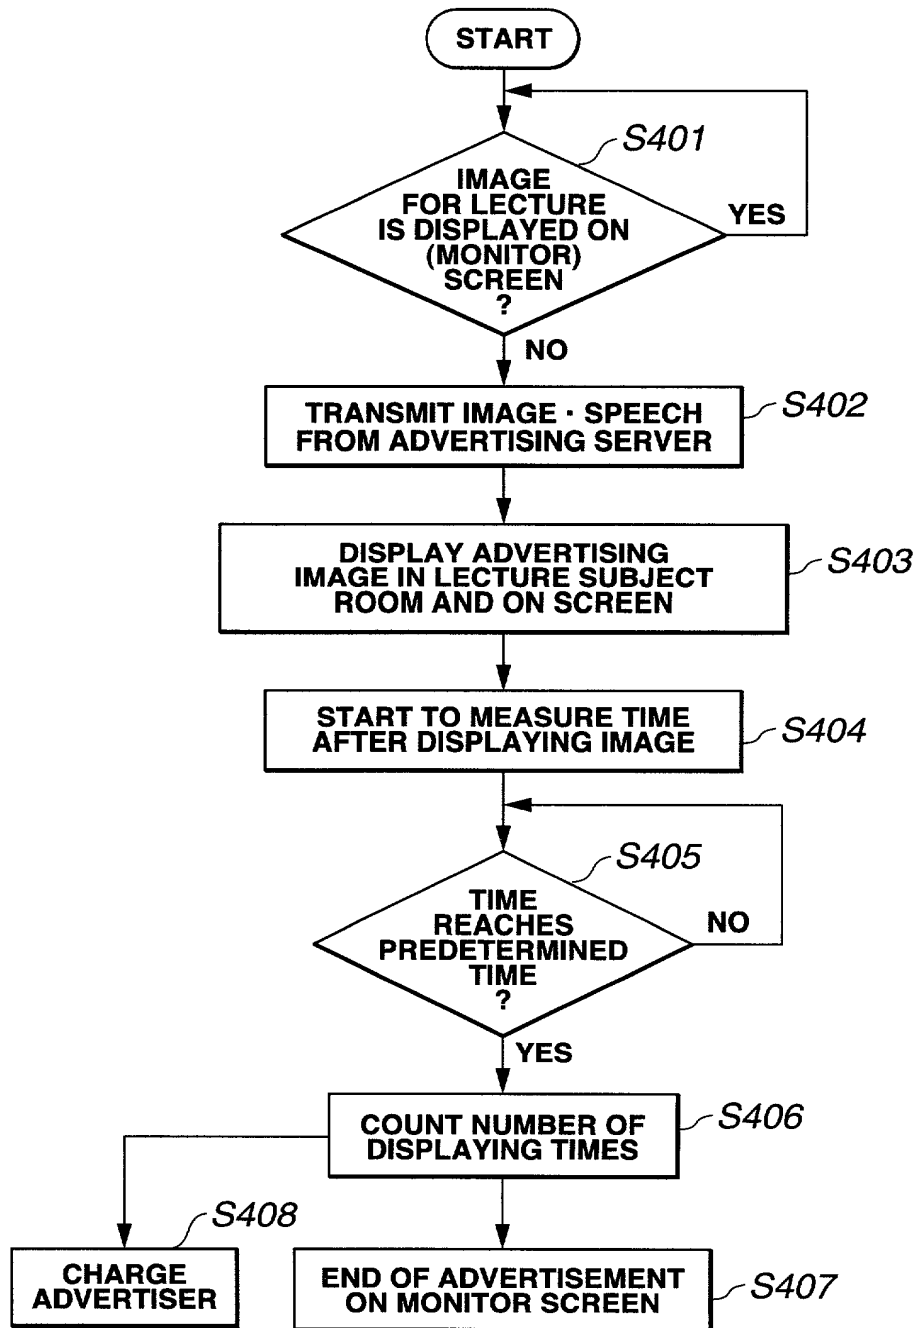 START
S401
IMAGE
FOR LECTURE
IS DISPLAYED ON
(MONITOR)
SCREEN
?
YES
NO
TRANSMIT IMAGE · SPEECH
FROM ADVERTISING SERVER
S402
DISPLAY ADVERTISING
IMAGE IN LECTURE SUBJECT
ROOM AND ON SCREEN
S403
START TO MEASURE TIME
AFTER DISPLAYING IMAGE
S404
S405
TIME
REACHES
PREDETERMINED
TIME
?
NO
YES
COUNT NUMBER OF
DISPLAYING TIMES
S406
S408
CHARGE
ADVERTISER
END OF ADVERTISEMENT
ON MONITOR SCREEN
S407